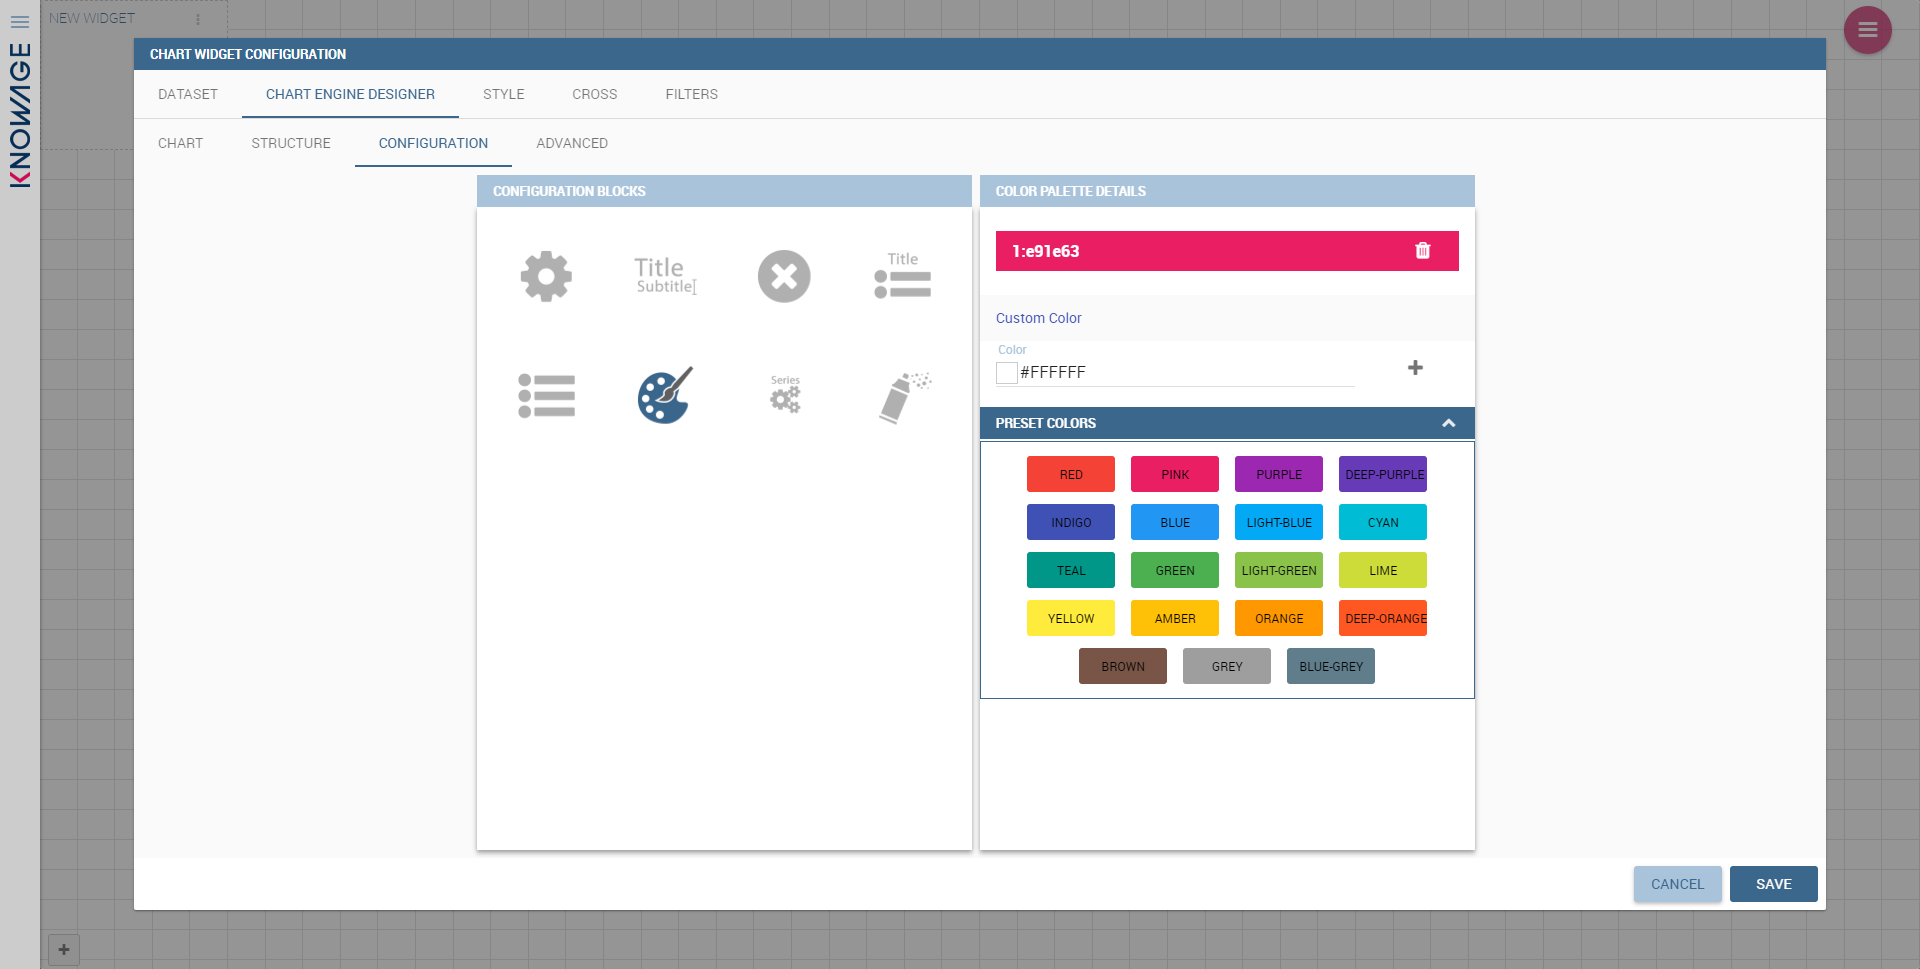 NEW WIDGET
KNOWAGE
CHART WIDGET CONFIGURATION
DATASET CHART ENGINE DESIGNER STYLE CROSS FILTERS
CHART STRUCTURE CONFIGURATION ADVANCED
CONFIGURATION BLOCKS
Title
Subtitle
Title
Series
COLOR PALETTE DETAILS
1:e91e63
Custom Color
Color
#FFFFFF
PRESET COLORS
RED PINK PURPLE DEEP-PURPLE
INDIGO BLUE LIGHT-BLUE CYAN
TEAL GREEN LIGHT-GREEN LIME
YELLOW AMBER ORANGE DEEP-ORANGE
BROWN GREY BLUE-GREY
CANCEL SAVE